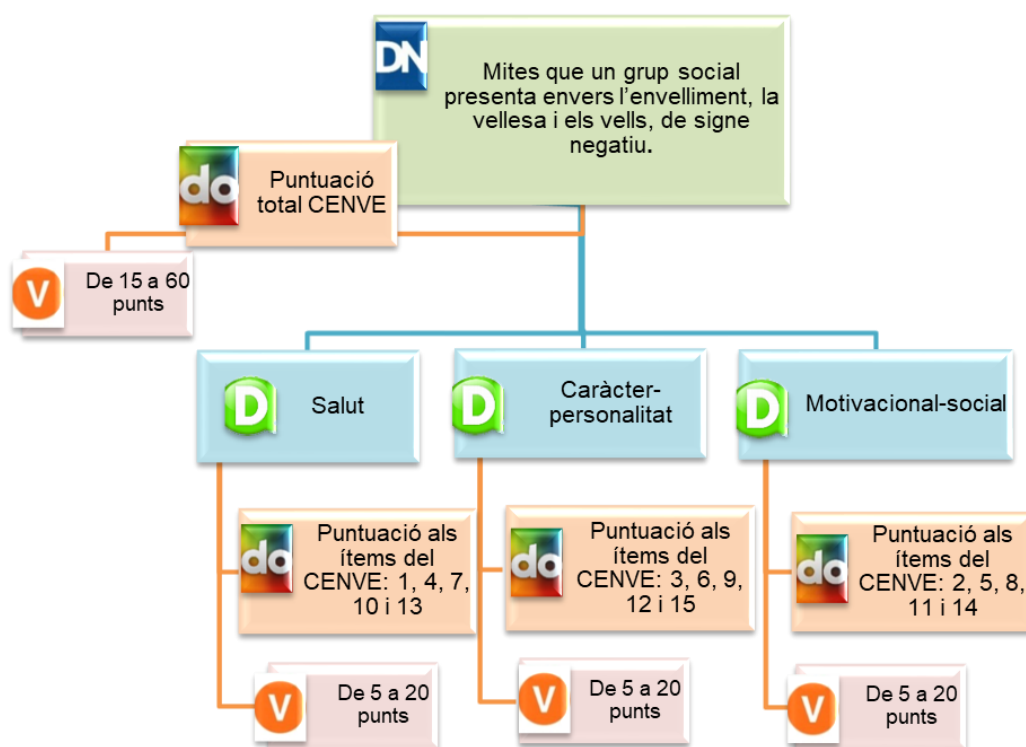 DN
Mites que un grup social
presenta envers l’envelliment, la
vellesa i els vells, de signe
negatiu.
do
Puntuació
total CENVE
V
De 15 a 60
punts
D
Salut
D
Caràcter-
personalitat
D
Motivacional-social
do
Puntuació als
ítems del
CENVE: 1, 4, 7,
10 i 13
do
Puntuació als
ítems del
CENVE: 3, 6, 9,
12 i 15
do
Puntuació als
ítems del
CENVE: 2, 5, 8,
11 i 14
V
De 5 a 20
punts
V
De 5 a 20
punts
V
De 5 a 20
punts